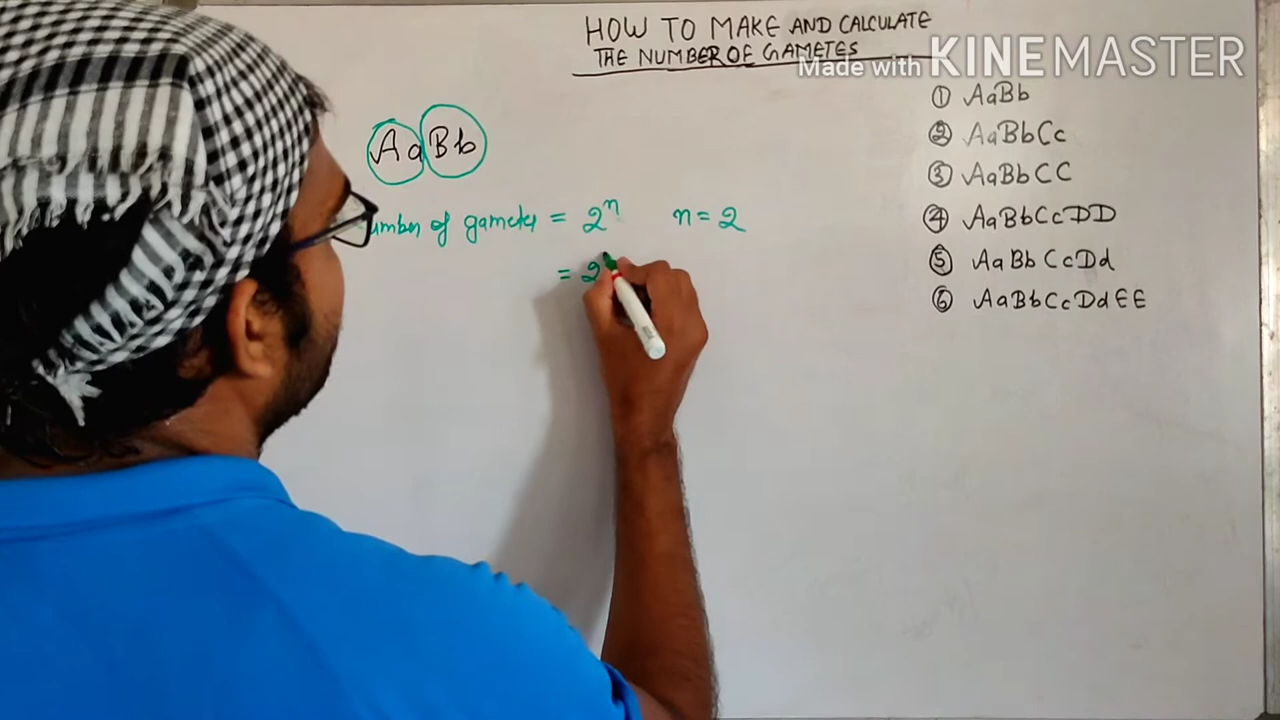 HOW TO MAKE AND CALCULATE
THE NUMBER OF GAMETES
Made with KINEMASTER
① AaBb
② AaBbCc
③ AaBbCC
④ AaBbCcDD
⑤ AaBbCcDd
⑥ AaBbCcDdEE
AaBb
umber of gametes = 2ⁿ n = 2
= 2